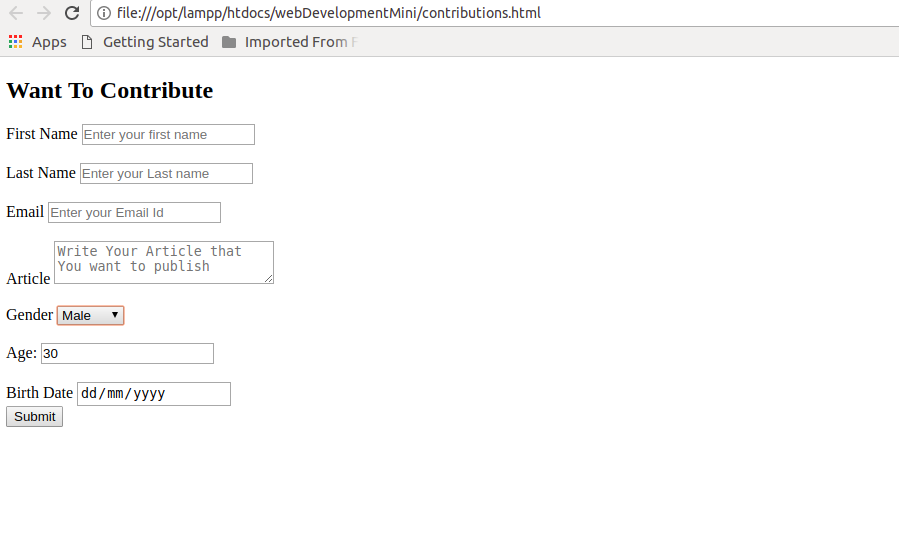 file:///opt/lampp/htdocs/webDevelopmentMini/contributions.html
Apps Getting Started Imported From F
Want To Contribute
First Name Enter your first name
Last Name Enter your Last name
Email Enter your Email Id
Write Your Article that
Article You want to publish
Gender Male
Age: 30
Birth Date dd/mm/yyyy
Submit